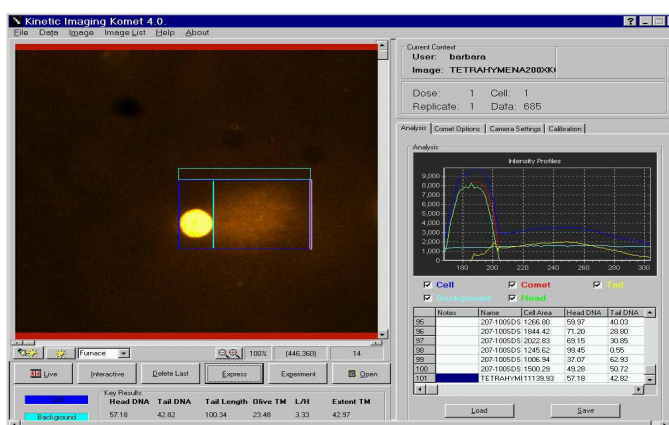 Kinetic Imaging Komet 4.0.
File Data Image Image List Help About
Current Context
User: barbara
Image: TETRAHYMENA200XK
Dose: 1 Cell: 1
Replicate: 1 Data: 685
Analysis Comet Options Camera Settings Calibration
Analysis
Intensity Profiles
9,000
8,000
7,000
6,000
5,000
4,000
3,000
2,000
1,000
0
180 200 220 240 260 280 300
Cell Comet Tail
Background Head
Notes Name Cell Area Head DNA Tail DNA
95 207-100SDS 1266.80 59.97 40.03
96 207-100SDS 1844.42 71.20 28.80
97 207-100SDS 2022.83 69.15 30.85
98 207-100SDS 1245.62 99.45 0.55
99 207-100SDS 1006.94 37.07 62.93
100 207-100SDS 1500.29 49.28 50.72
101 TETRAHYMI 11139.93 57.18 42.82
Load Save
Furnace 100% (446,360) 14
Live Interactive Delete Last Express Experiment Open
Key Results
Cell Head DNA Tail DNA Tail Length Olive TM L/H Extent TM
Background 57.18 42.82 100.34 23.48 3.33 42.97